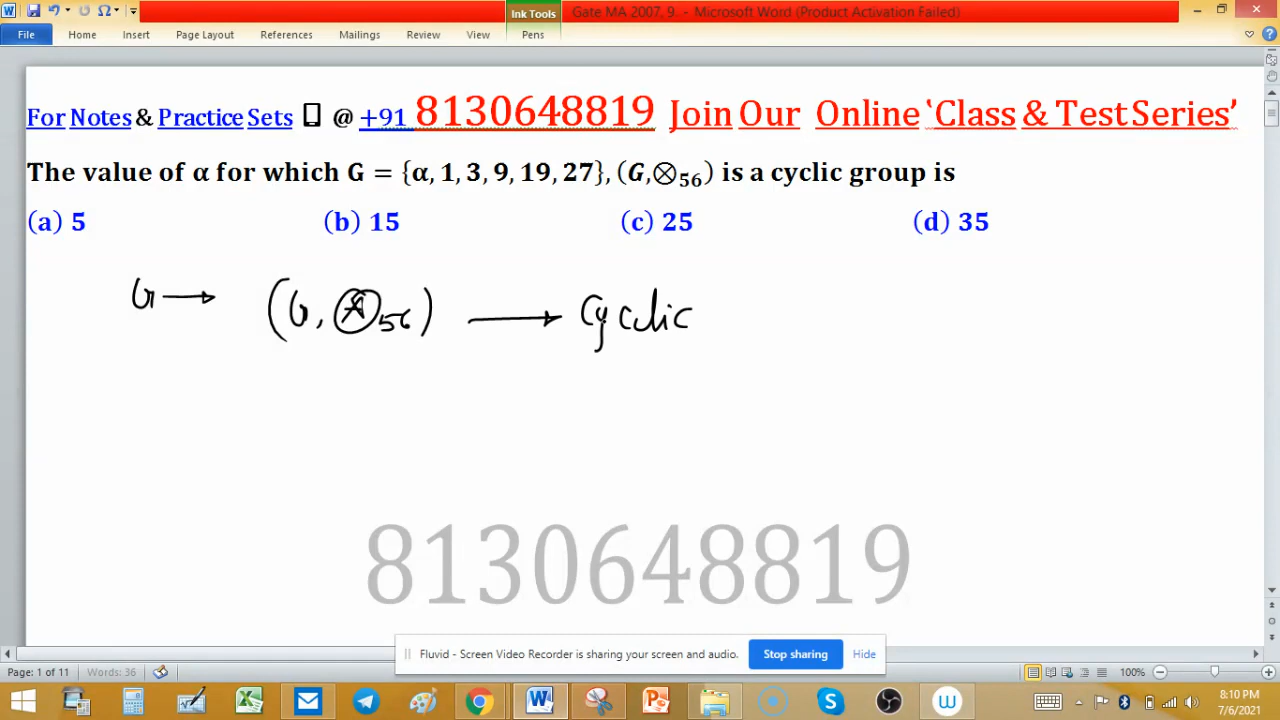 Ink Tools
Gate MA 2007, 9. - Microsoft Word (Product Activation Failed)
File Home Insert Page Layout References Mailings Review View Pens
For Notes & Practice Sets @ +91 8130648819 Join Our Online ‘Class & Test Series’
The value of α for which G = {α, 1, 3, 9, 19, 27}, (G,⊗56) is a cyclic group is
(a) 5 (b) 15 (c) 25 (d) 35
G → (G, ⊗56) → Cyclic
8130648819
Fluvid - Screen Video Recorder is sharing your screen and audio. Stop sharing Hide
Page: 1 of 11 Words: 36 100%
8:10 PM
7/6/2021